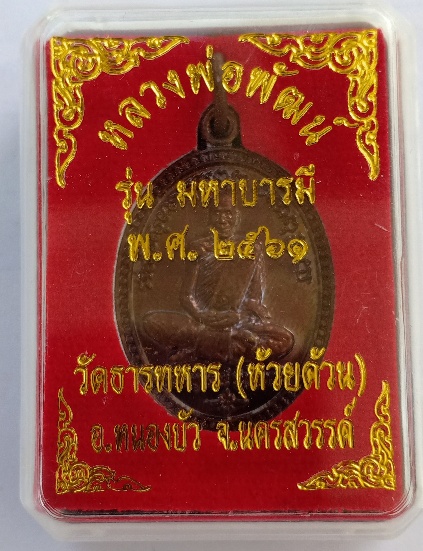 หลวงพ่อพัฒน์
รุ่น มหาบารมี
พ.ศ. ๒๕๖๑
วัดธารทหาร (ห้วยด้วน)
อ.หนองบัว จ.นครสวรรค์